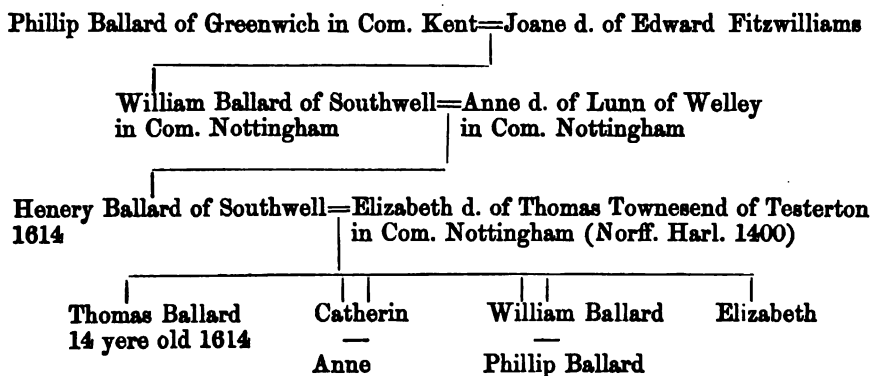 Phillip Ballard of Greenwich in Com. Kent=Joane d. of Edward Fitzwilliams
William Ballard of Southwell=Anne d. of Lunn of Welley
in Com. Nottingham in Com. Nottingham
Henery Ballard of Southwell=Elizabeth d. of Thomas Townesend of Testerton
1614 in Com. Nottingham (Norff. Harl. 1400)
Thomas Ballard Catherin William Ballard Elizabeth
14 yere old 1614 — —
Anne Phillip Ballard